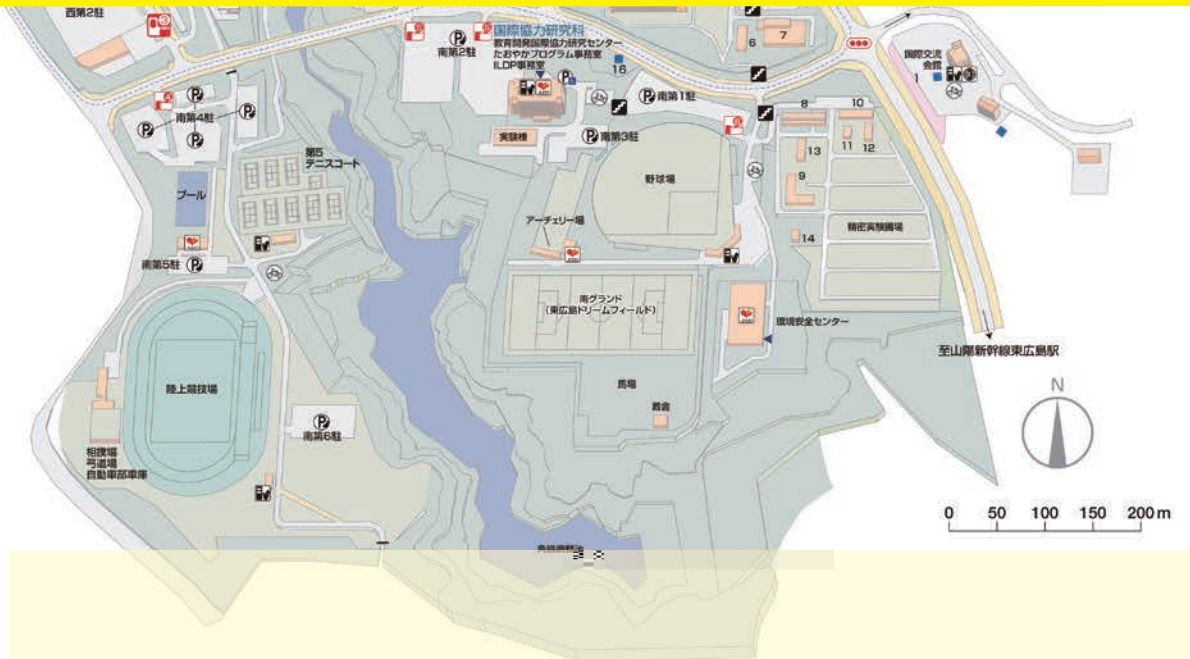 西第2駐
3
南第2駐
国際協力研究科
教育開発国際協力研究センター
たおやかプログラム事務室
ILDP事務室
16
6
7
国際交流
会館
1
南第1駐
南第4駐
8
10
実験棟
南第3駐
11
12
13
第5
テニスコート
野球場
9
プール
アーチェリー場
精密実験圃場
14
南第5駐
南グランド
(東広島ドリームフィールド)
環境安全センター
至山陽新幹線東広島駅
陸上競技場
馬場
N
厩舎
南第6駐
相撲場
弓道場
自動車部車庫
0 50 100 150 200 m